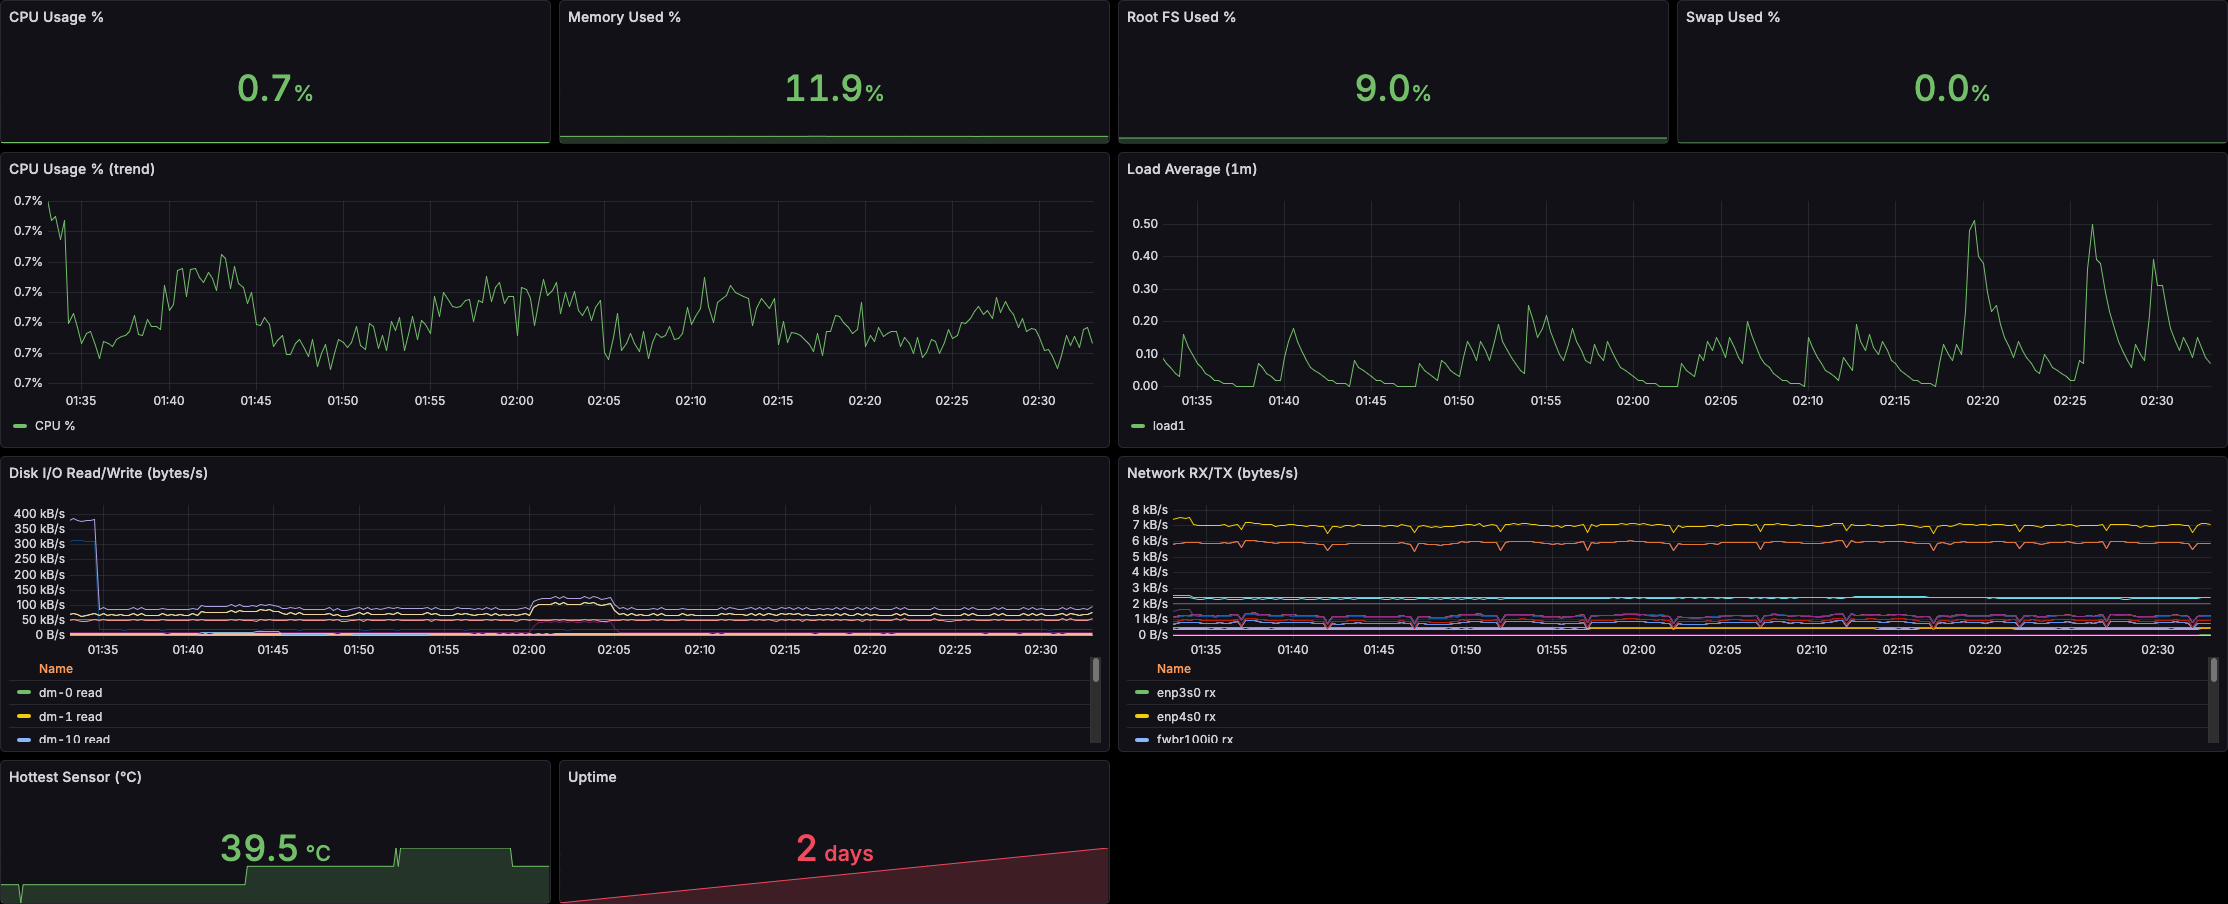 CPU Usage %
Memory Used %
Root FS Used %
Swap Used %
0.7%
11.9%
9.0%
0.0%
CPU Usage % (trend)
0.7%
0.7%
0.7%
0.7%
0.7%
0.7%
0.7%
01:35 01:40 01:45 01:50 01:55 02:00 02:05 02:10 02:15 02:20 02:25 02:30
CPU %
Load Average (1m)
0.50
0.40
0.30
0.20
0.10
0.00
01:35 01:40 01:45 01:50 01:55 02:00 02:05 02:10 02:15 02:20 02:25 02:30
load1
Disk I/O Read/Write (bytes/s)
400 kB/s
350 kB/s
300 kB/s
250 kB/s
200 kB/s
150 kB/s
100 kB/s
50 kB/s
0 B/s
01:35 01:40 01:45 01:50 01:55 02:00 02:05 02:10 02:15 02:20 02:25 02:30
Name
dm-0 read
dm-1 read
dm-10 read
Network RX/TX (bytes/s)
8 kB/s
7 kB/s
6 kB/s
5 kB/s
4 kB/s
3 kB/s
2 kB/s
1 kB/s
0 B/s
01:35 01:40 01:45 01:50 01:55 02:00 02:05 02:10 02:15 02:20 02:25 02:30
Name
enp3s0 rx
enp4s0 rx
fwbr100i0 rx
Hottest Sensor (°C)
39.5 °C
Uptime
2 days